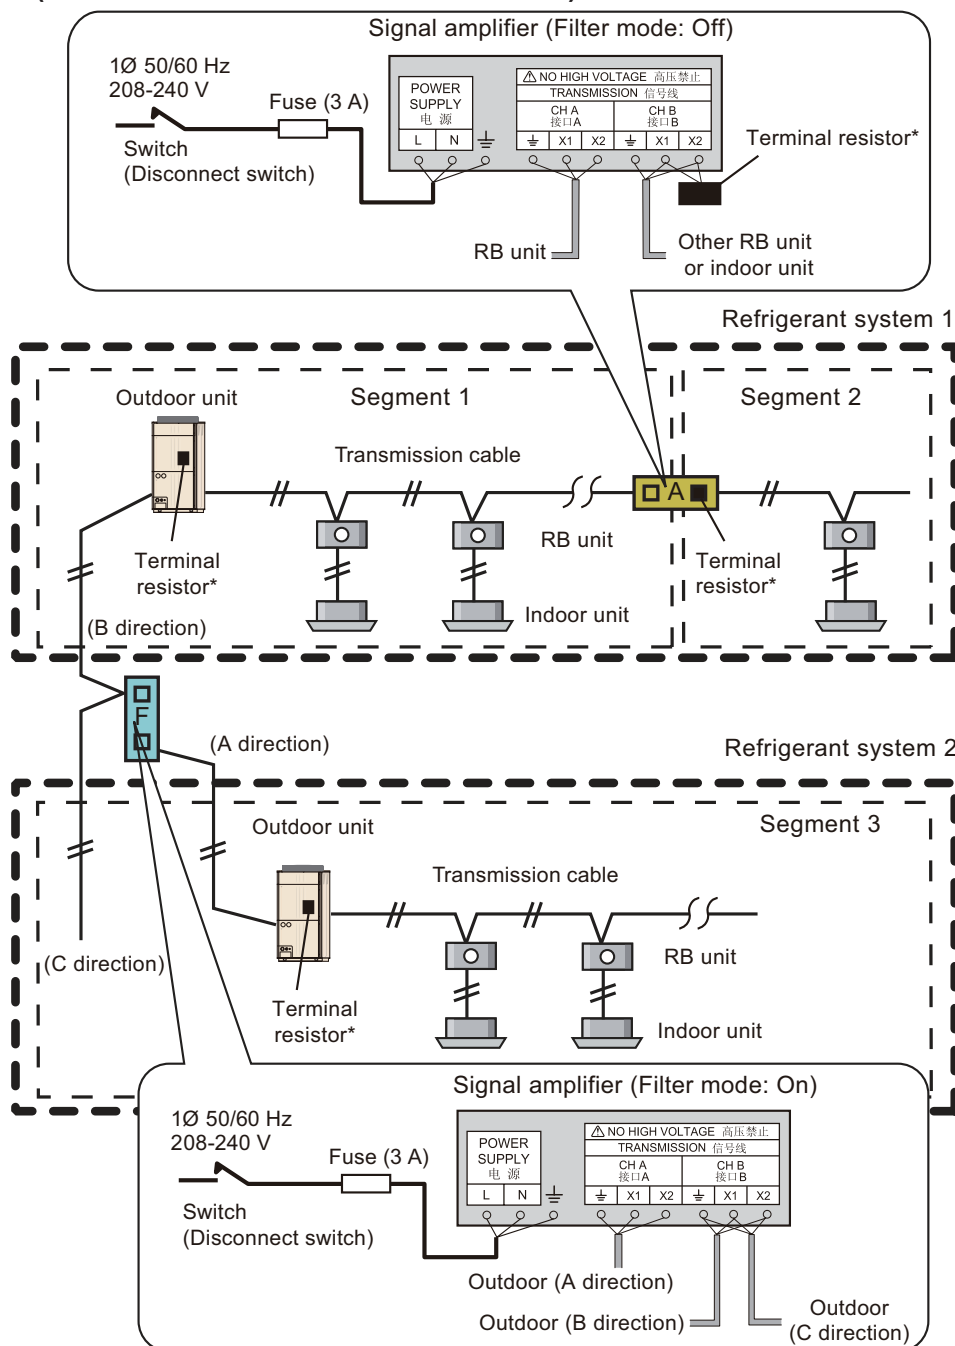 Signal amplifier (Filter mode: Off)
1Ø 50/60 Hz
208-240 V
Fuse (3 A)
Switch
(Disconnect switch)
POWER
SUPPLY
电 源
L N
⚠ NO HIGH VOLTAGE 高压禁止
TRANSMISSION 信号线
CH A
接口A
CH B
接口B
X1 X2 X1 X2
Terminal resistor*
RB unit
Other RB unit
or indoor unit
Refrigerant system 1
Outdoor unit
Segment 1
Segment 2
Transmission cable
A
RB unit
Terminal
resistor*
Terminal
resistor*
Indoor unit
(B direction)
F
(A direction)
Refrigerant system 2
Outdoor unit
Segment 3
Transmission cable
(C direction)
RB unit
Terminal
resistor*
Indoor unit
Signal amplifier (Filter mode: On)
1Ø 50/60 Hz
208-240 V
Fuse (3 A)
Switch
(Disconnect switch)
POWER
SUPPLY
电 源
L N
⚠ NO HIGH VOLTAGE 高压禁止
TRANSMISSION 信号线
CH A
接口A
CH B
接口B
X1 X2 X1 X2
Outdoor (A direction)
Outdoor (B direction)
Outdoor
(C direction)